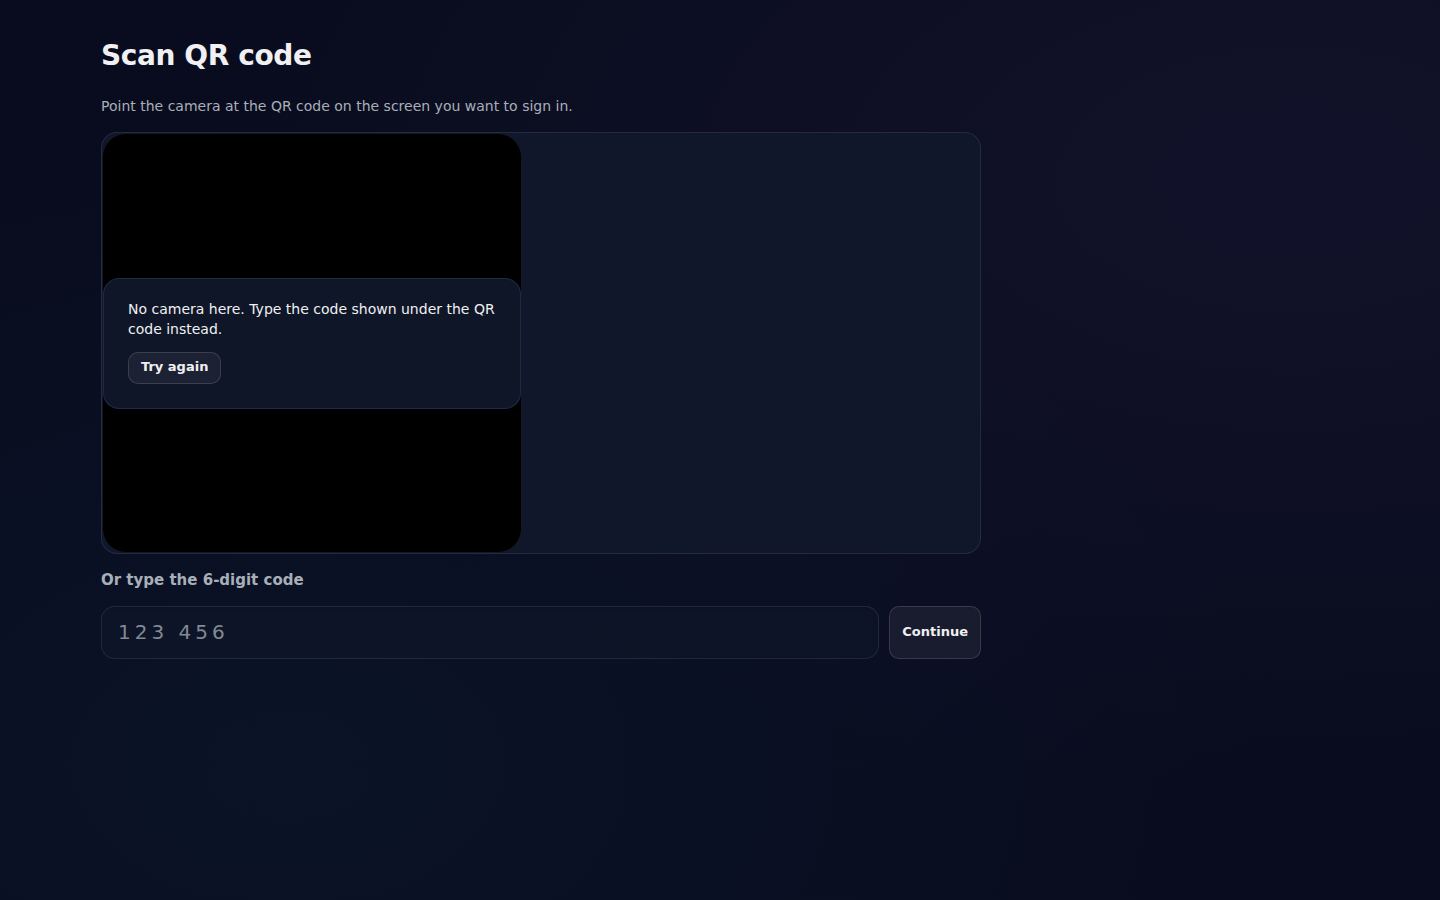 Scan QR code
Point the camera at the QR code on the screen you want to sign in.
No camera here. Type the code shown under the QR
code instead.
Try again
Or type the 6-digit code
123 456
Continue